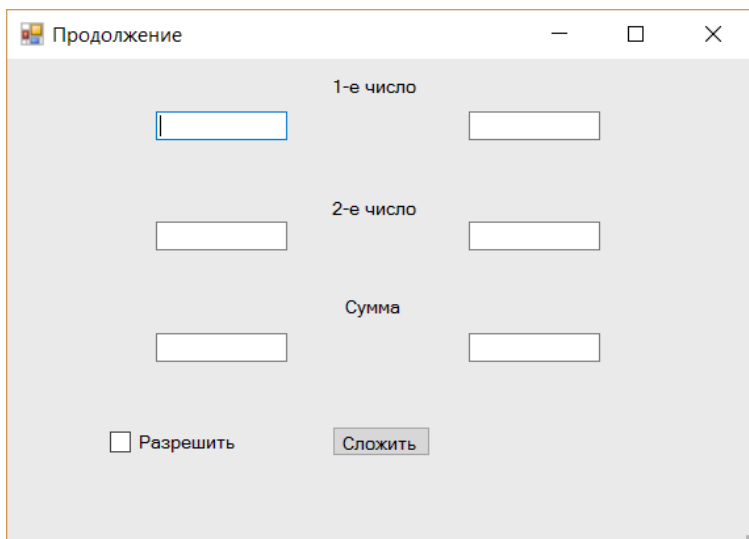 Продолжение
1-е число
2-е число
Сумма
Разрешить
Сложить